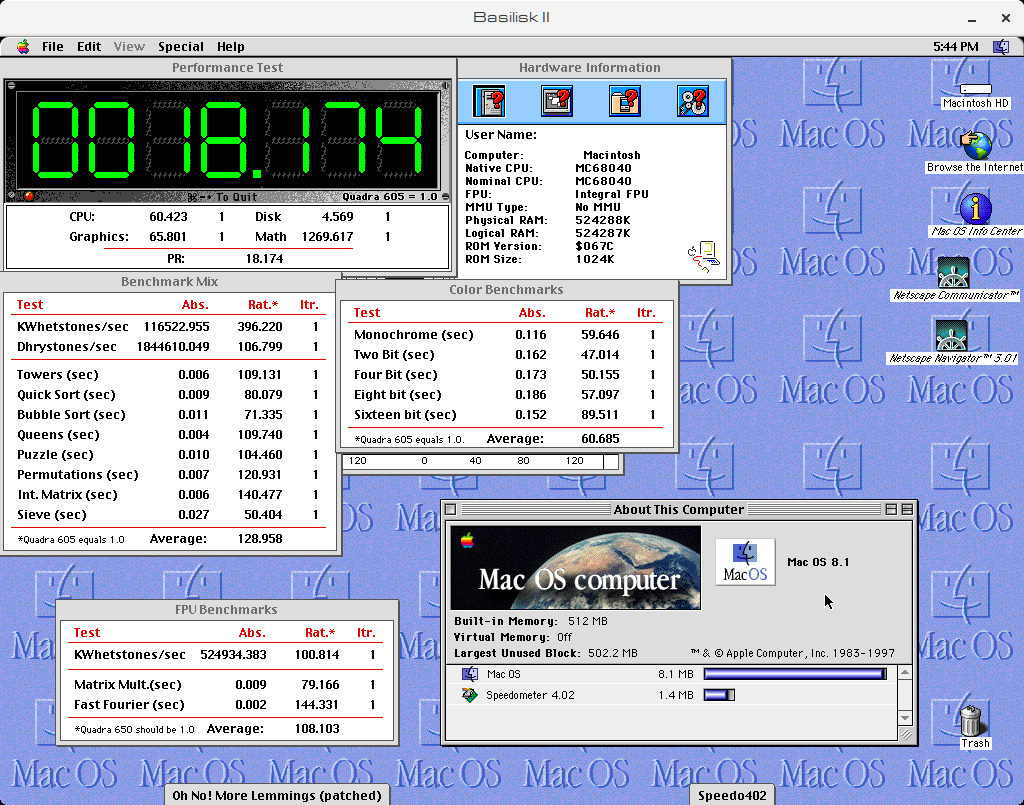 Basilisk II
File Edit View Special Help
5:44 PM
Performance Test
0018.174
⌘-. To Quit
Quadra 605 = 1.0
CPU: 60.423 1 Disk 4.569 1
Graphics: 65.801 1 Math 1269.617 1
PR: 18.174
Hardware Information
User Name:
Computer: Macintosh
Native CPU: MC68040
Nominal CPU: MC68040
FPU: Integral FPU
MMU Type: No MMU
Physical RAM: 524288K
Logical RAM: 524287K
ROM Version: $067C
ROM Size: 1024K
Macintosh HD
Browse the Internet
Mac OS Info Center
Netscape Communicator™
Netscape Navigator™ 3.01
Benchmark Mix
Test Abs. Rat.* Itr.
KWhetstones/sec 116522.955 396.220 1
Dhrystones/sec 1844610.049 106.799 1
Towers (sec) 0.006 109.131 1
Quick Sort (sec) 0.009 80.079 1
Bubble Sort (sec) 0.011 71.335 1
Queens (sec) 0.004 109.740 1
Puzzle (sec) 0.010 104.460 1
Permutations (sec) 0.007 120.931 1
Int. Matrix (sec) 0.006 140.477 1
Sieve (sec) 0.027 50.404 1
*Quadra 605 equals 1.0 Average: 128.958
Color Benchmarks
Test Abs. Rat.* Itr.
Monochrome (sec) 0.116 59.646 1
Two Bit (sec) 0.162 47.014 1
Four Bit (sec) 0.173 50.155 1
Eight bit (sec) 0.186 57.097 1
Sixteen bit (sec) 0.152 89.511 1
*Quadra 605 equals 1.0. Average: 60.685
120 0 40 80 120
FPU Benchmarks
Test Abs. Rat.* Itr.
KWhetstones/sec 524934.383 100.814 1
Matrix Mult.(sec) 0.009 79.166 1
Fast Fourier (sec) 0.002 144.331 1
*Quadra 650 should be 1.0 Average: 108.103
About This Computer
Mac OS computer
MacOS
Mac OS 8.1
Built-in Memory: 512 MB
Virtual Memory: Off
Largest Unused Block: 502.2 MB
™ & © Apple Computer, Inc. 1983-1997
Mac OS 8.1 MB
Speedometer 4.02 1.4 MB
Trash
Mac OS Mac OS Mac OS Mac OS Mac OS Mac OS Mac OS Mac OS
Oh No! More Lemmings (patched)
Speedo402